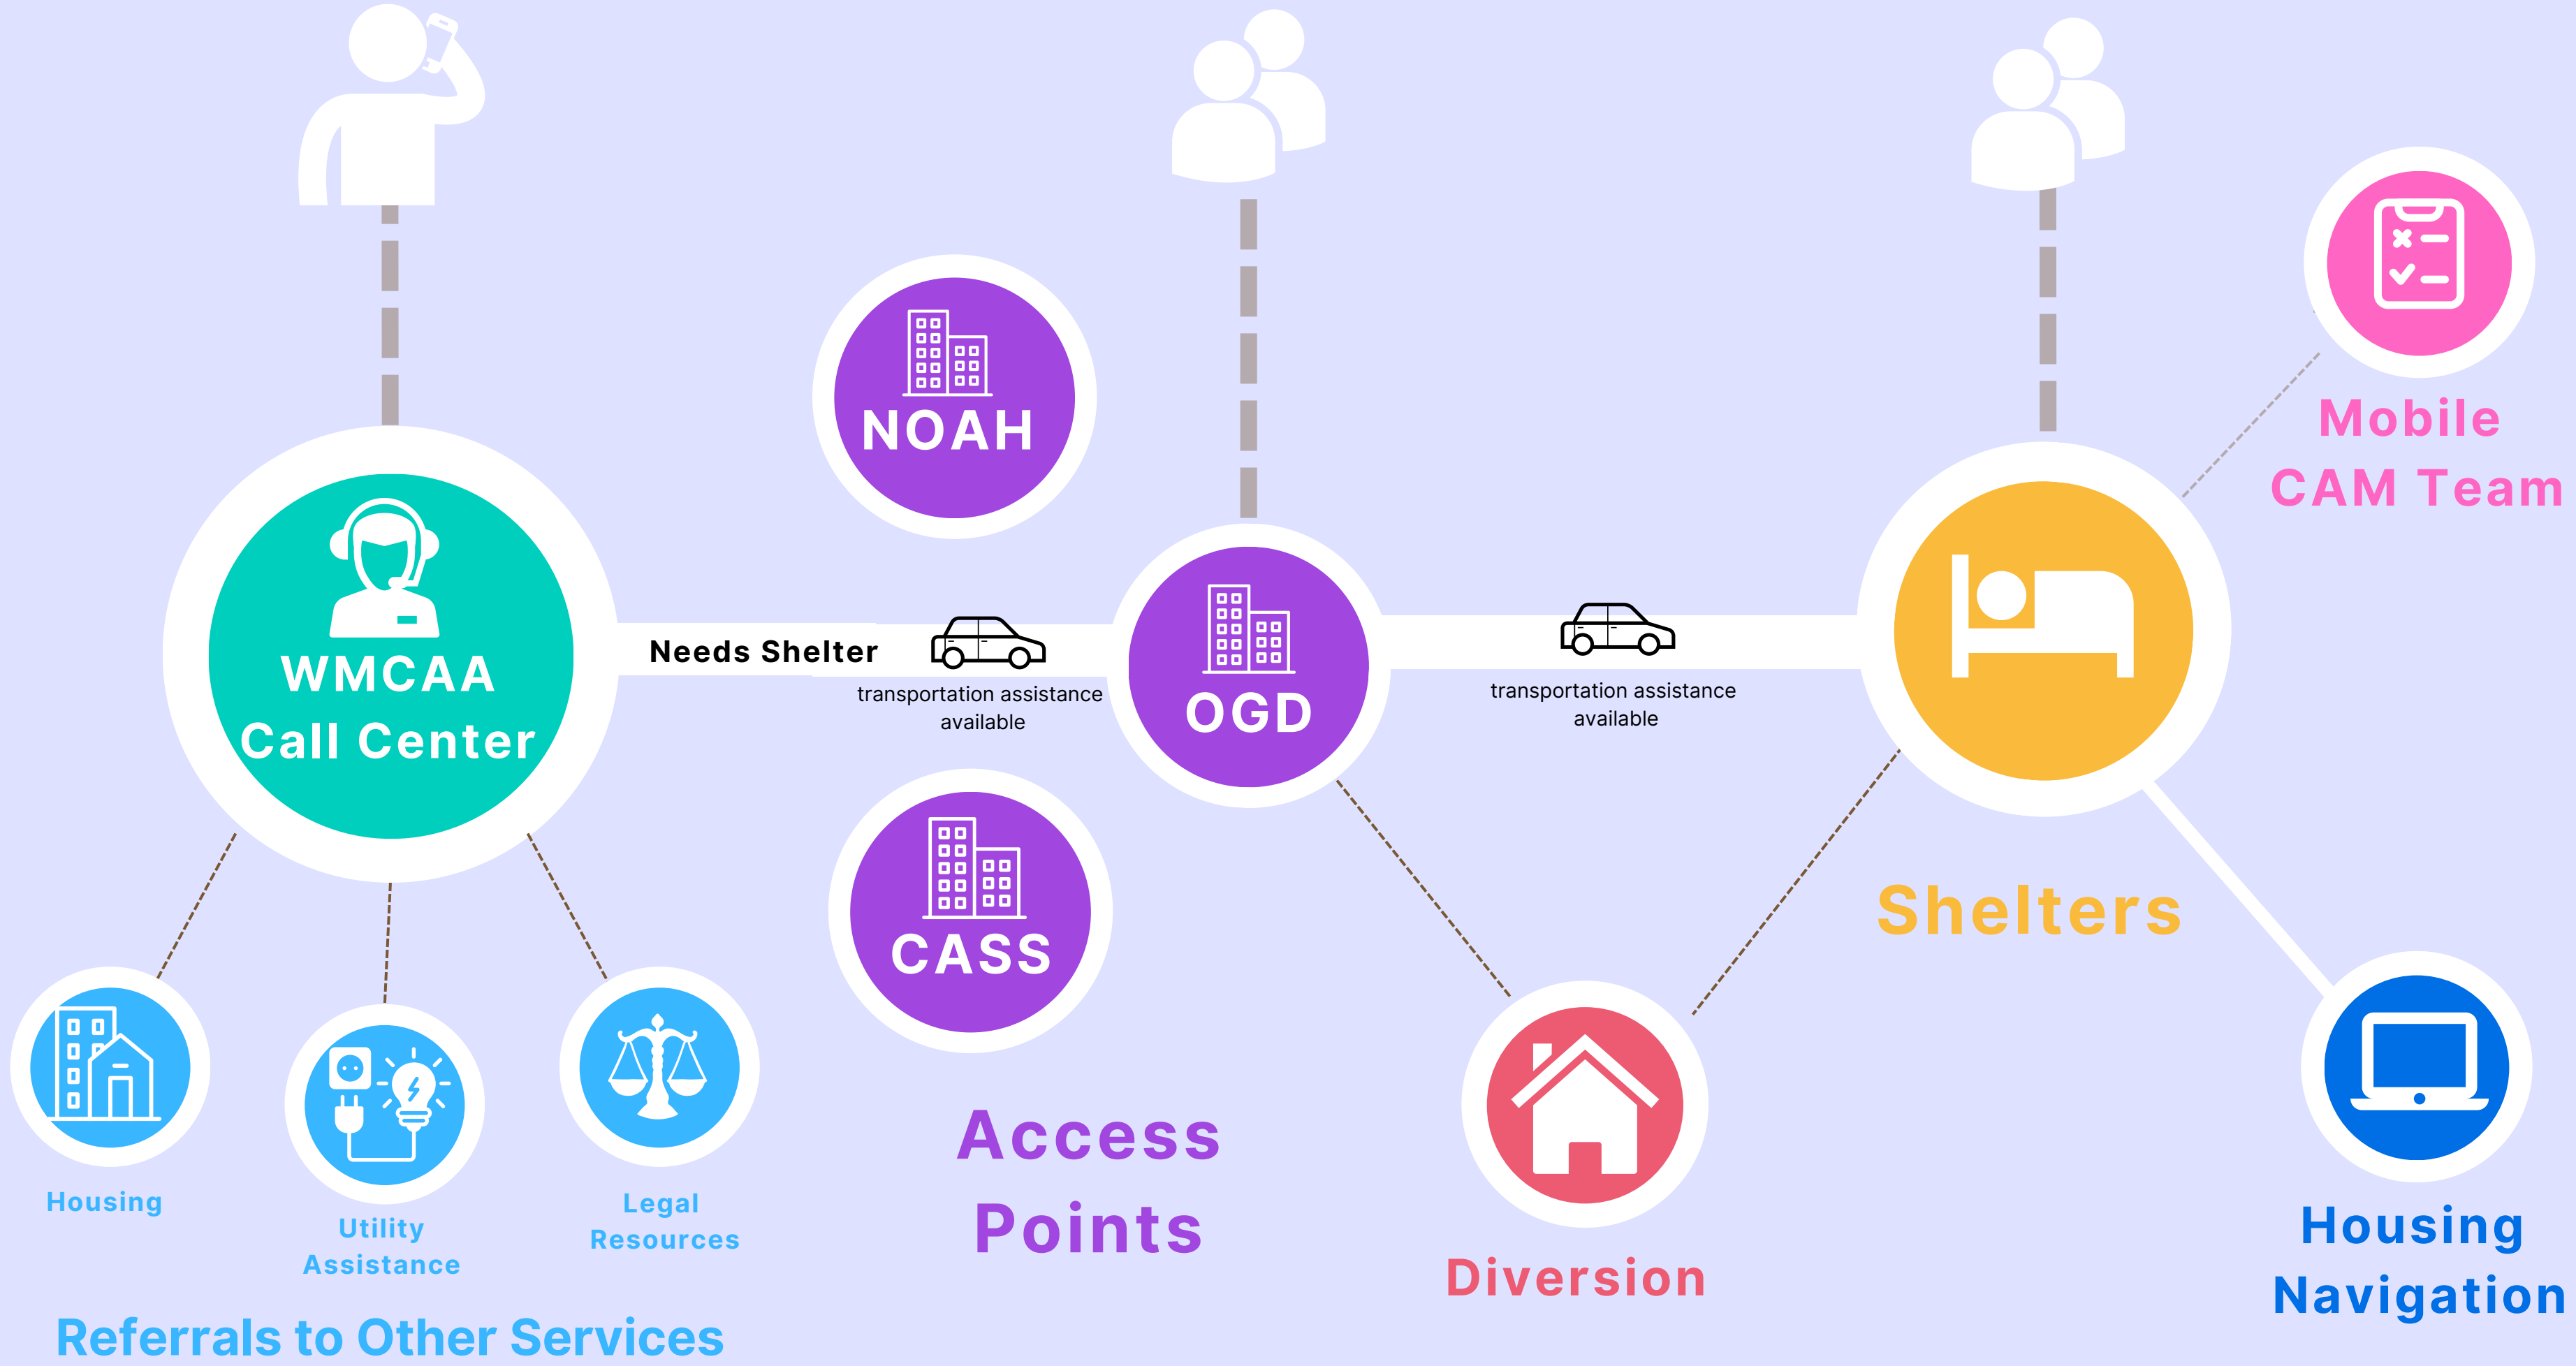 WMCAA
Call Center
Needs Shelter
transportation assistance
available
Housing
Utility
Assistance
Legal
Resources
Referrals to Other Services
NOAH
OGD
CASS
Access
Points
transportation assistance
available
Diversion
Shelters
Mobile
CAM Team
Housing
Navigation